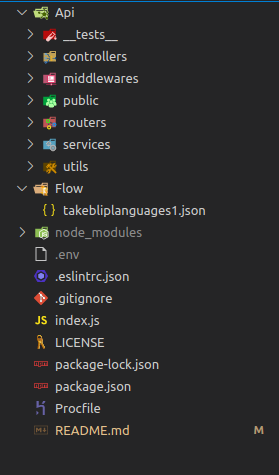 Api
__tests__
controllers
middlewares
public
routers
services
utils
Flow
{ } takebliplanguages1.json
node_modules
.env
.eslintrc.json
.gitignore
JS index.js
LICENSE
package-lock.json
package.json
Procfile
README.md M